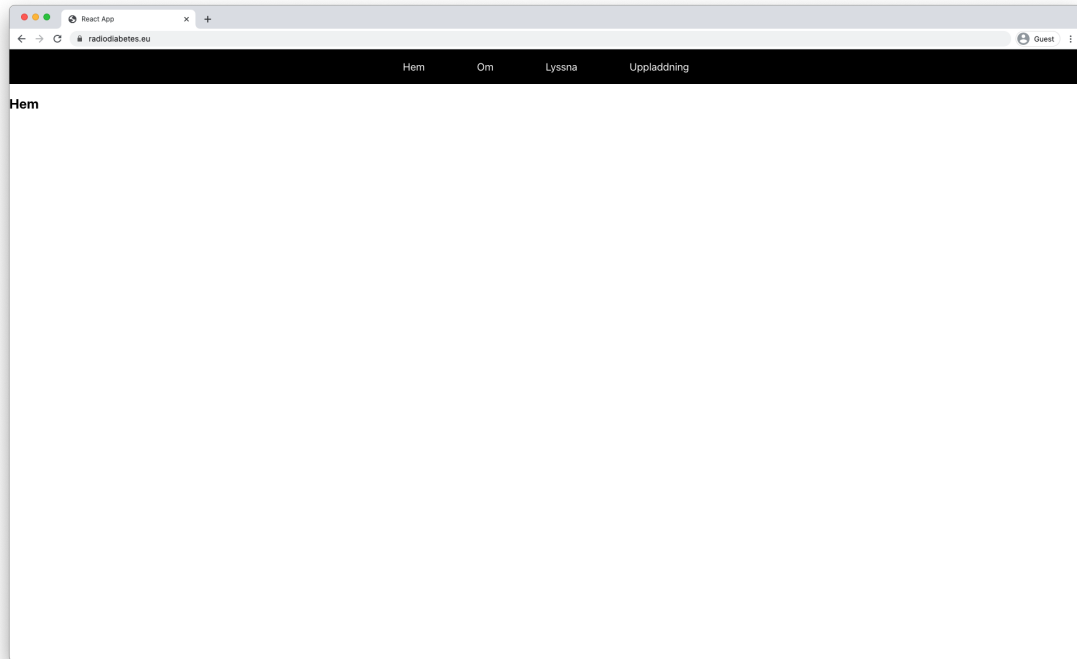 React App
radiodiabetes.eu
Guest
Hem Om Lyssna Uppladdning
Hem